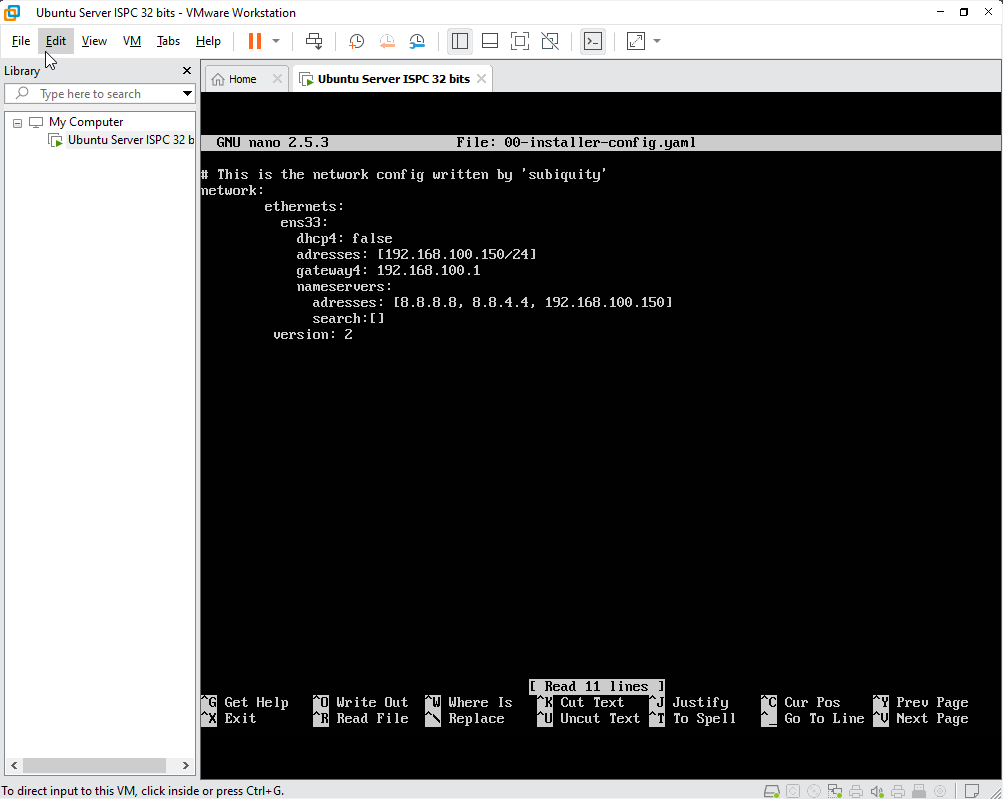 Ubuntu Server ISPC 32 bits - VMware Workstation
File Edit View VM Tabs Help
Library
Type here to search
My Computer
Ubuntu Server ISPC 32 b
Home
Ubuntu Server ISPC 32 bits
GNU nano 2.5.3 File: 00-installer-config.yaml
# This is the network config written by 'subiquity'
network:
ethernets:
ens33:
dhcp4: false
adresses: [192.168.100.150/24]
gateway4: 192.168.100.1
nameservers:
adresses: [8.8.8.8, 8.8.4.4, 192.168.100.150]
search:[]
version: 2
[ Read 11 lines ]
^G Get Help ^O Write Out ^W Where Is ^K Cut Text ^J Justify ^C Cur Pos ^Y Prev Page
^X Exit ^R Read File ^\ Replace ^U Uncut Text ^T To Spell ^_ Go To Line ^V Next Page
To direct input to this VM, click inside or press Ctrl+G.